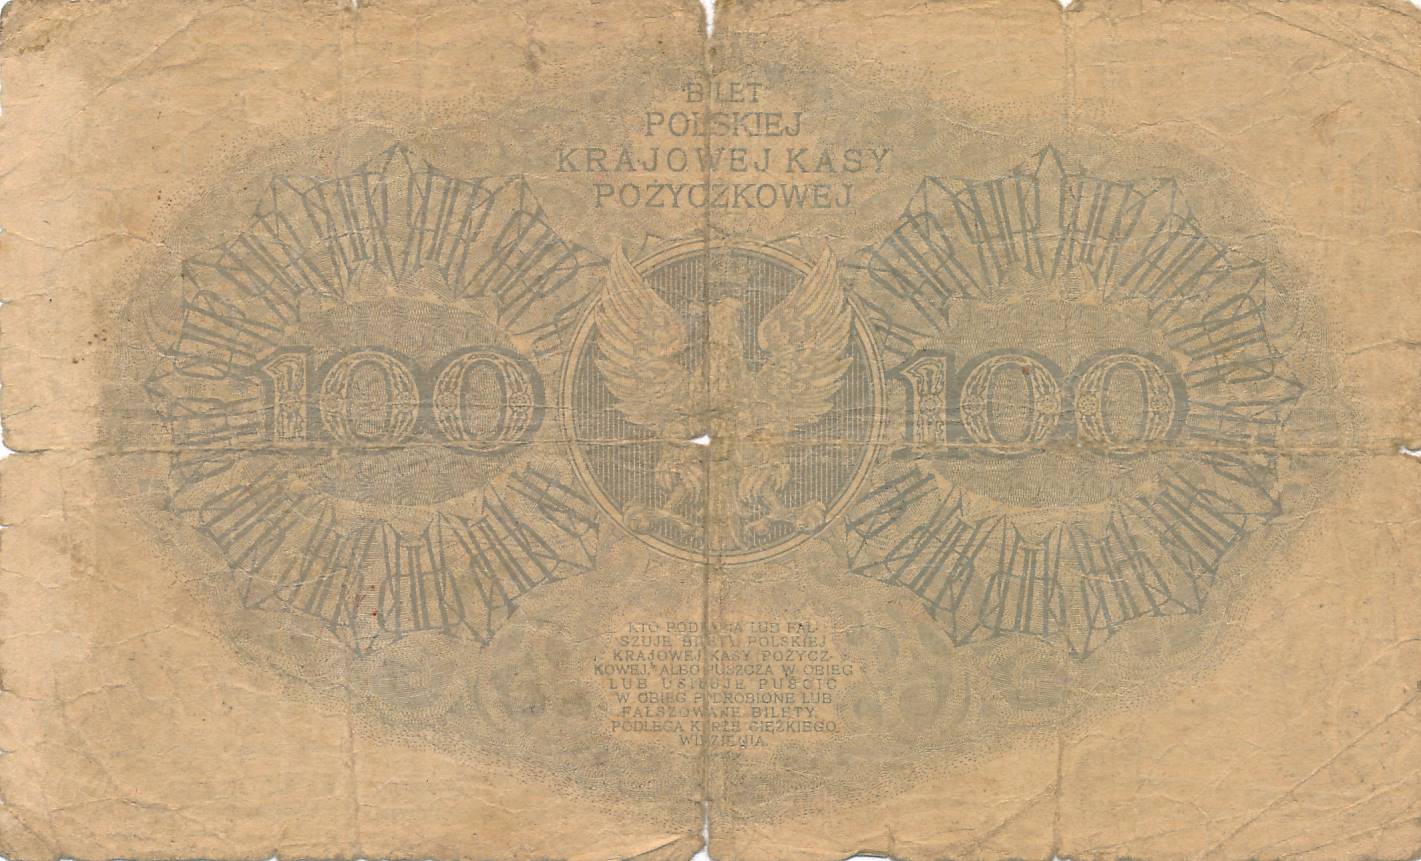 BILET
POLSKIEJ
KRAJOWEJ KASY
POŻYCZKOWEJ
100 100
KTO PODRABIA LUB FAŁ-
SZUJE BILETY POLSKIEJ
KRAJOWEJ KASY POŻYCZ-
KOWEJ, ALBO PUSZCZA W OBIEG
LUB USIŁUJE PUŚCIĆ
W OBIEG PODROBIONE LUB
FAŁSZOWANE BILETY,
PODLEGA KARZE CIĘŻKIEGO
WIĘZIENIA.